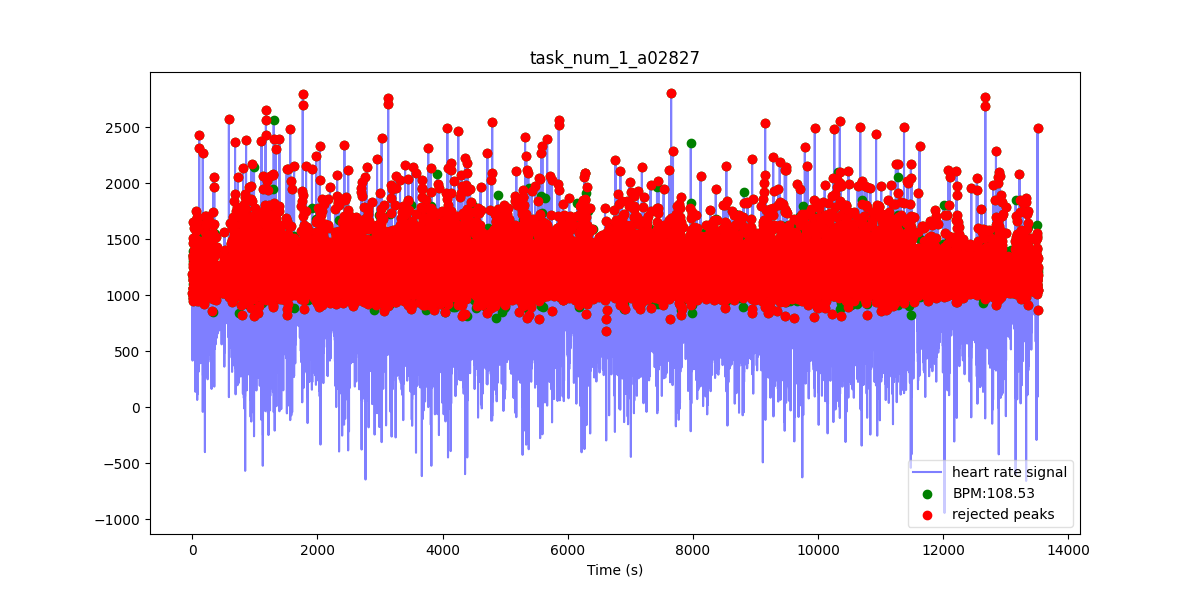 task_num_1_a02827
2500
2000
1500
1000
500
0
−500
−1000
heart rate signal
BPM:108.53
rejected peaks
0 2000 4000 6000 8000 10000 12000 14000
Time (s)